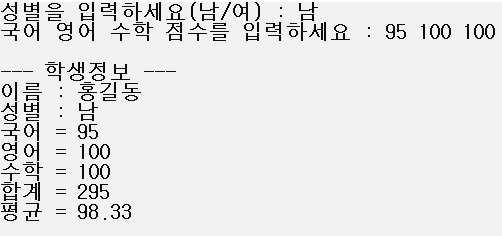 성별을 입력하세요(남/여) : 남
국어 영어 수학 점수를 입력하세요 : 95 100 100
--- 학생정보 ---
이름 : 홍길동
성별 : 남
국어 = 95
영어 = 100
수학 = 100
합계 = 295
평균 = 98.33